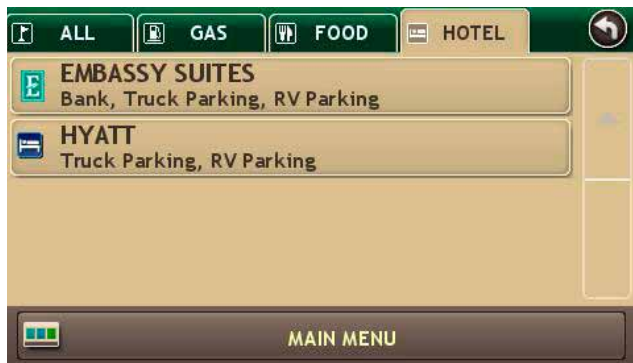 ALL GAS FOOD HOTEL
E EMBASSY SUITES
Bank, Truck Parking, RV Parking
HYATT
Truck Parking, RV Parking
MAIN MENU